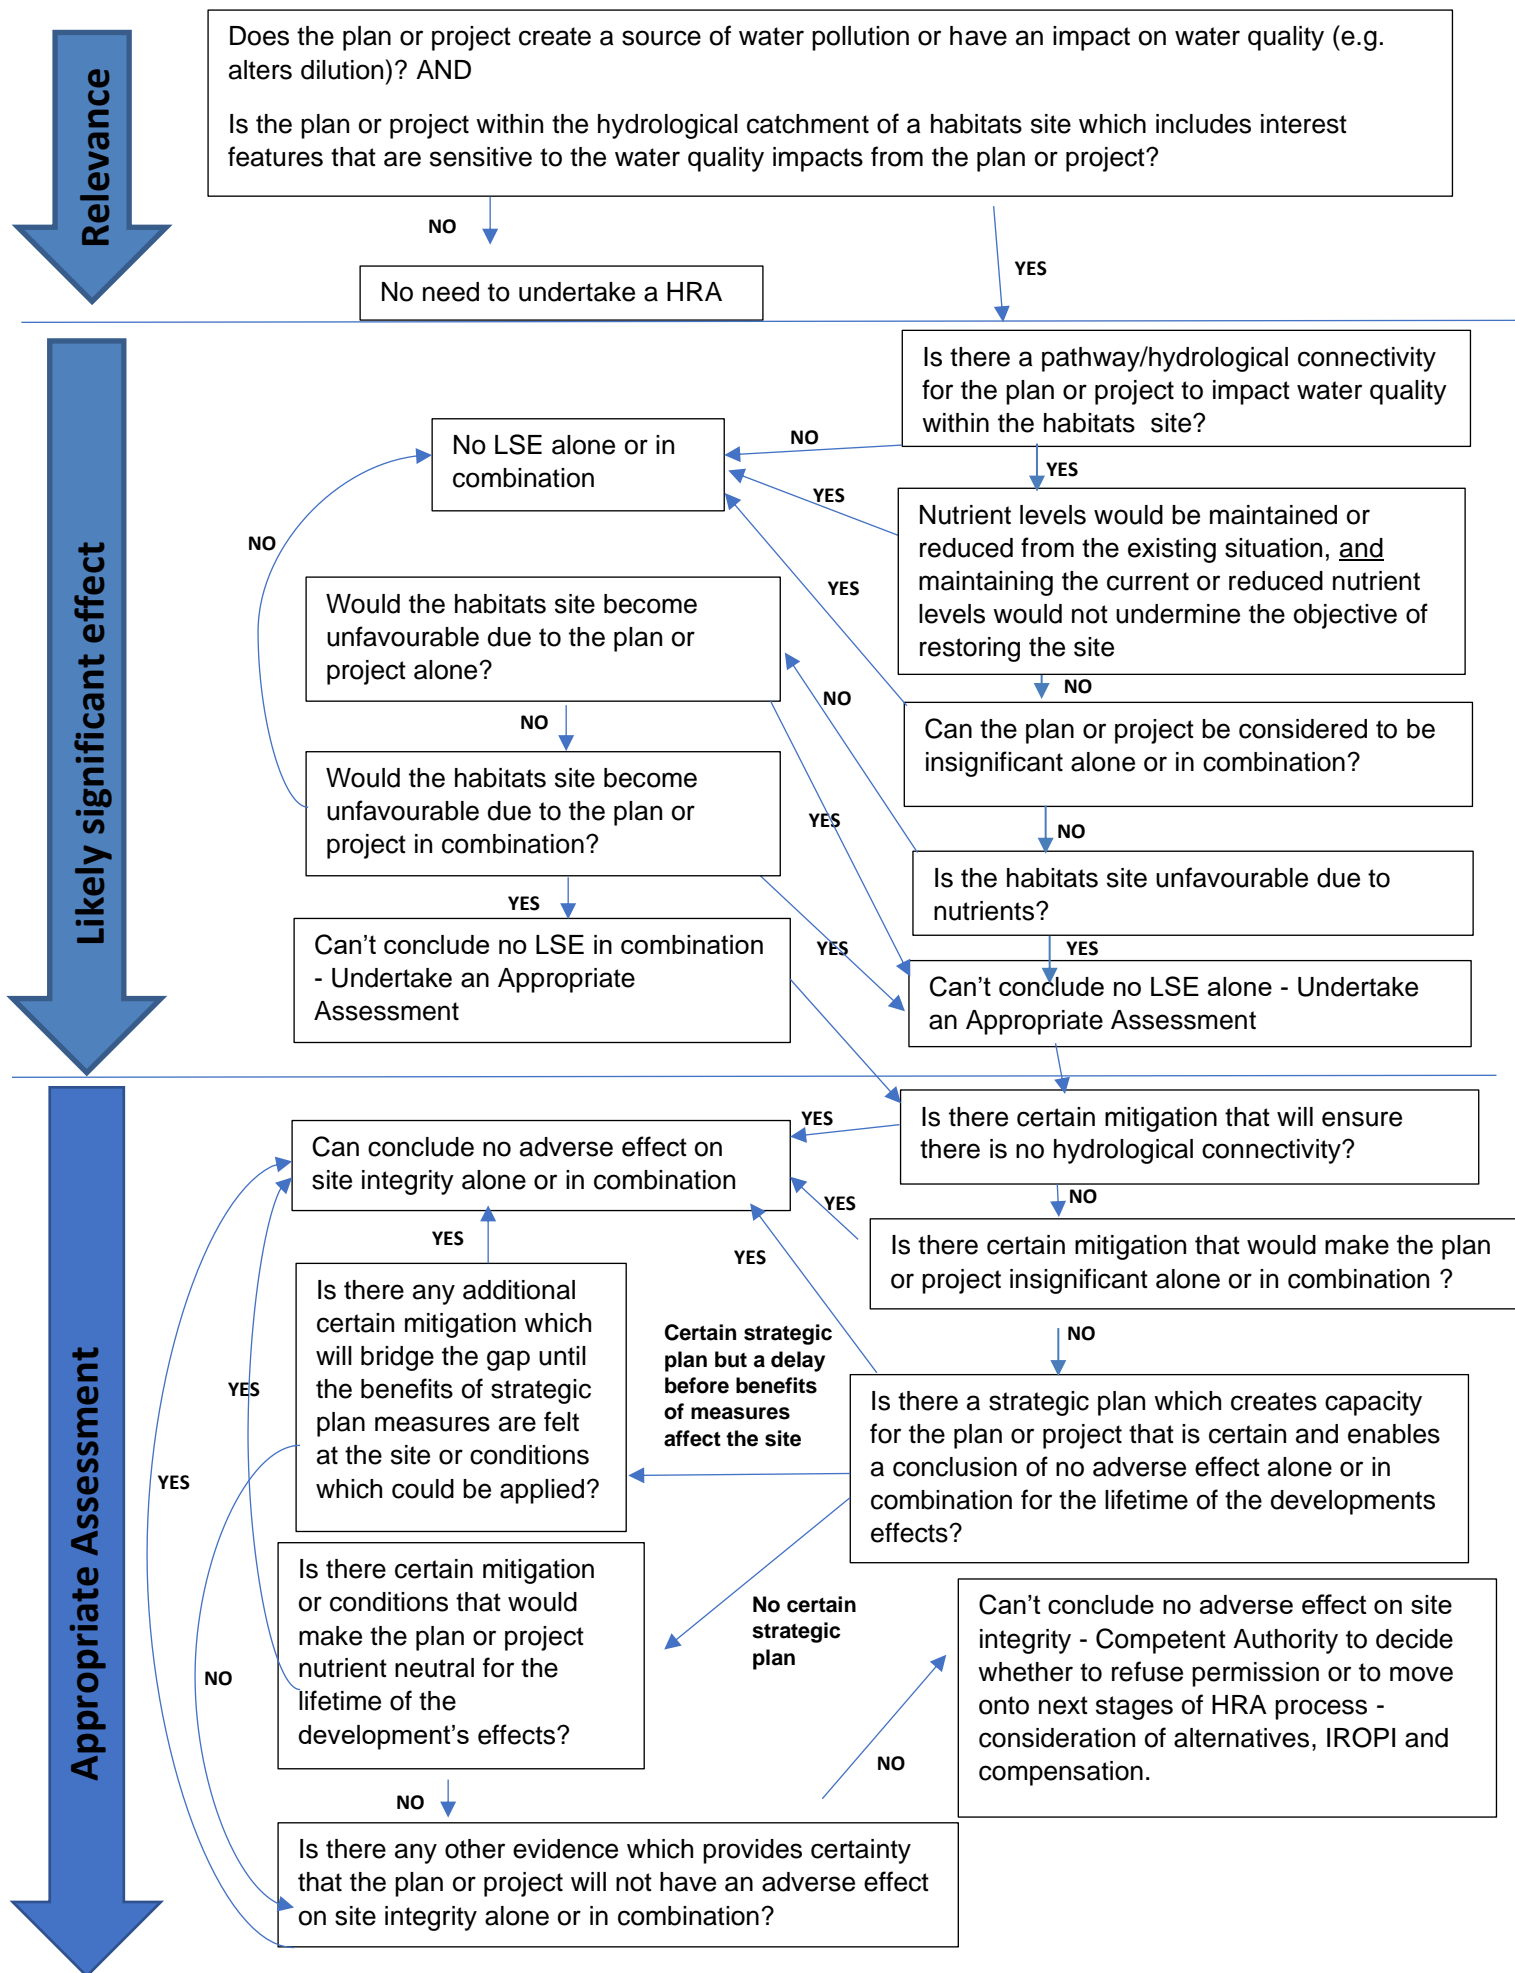 Relevance
Does the plan or project create a source of water pollution or have an impact on water quality (e.g.
alters dilution)? AND
Is the plan or project within the hydrological catchment of a habitats site which includes interest
features that are sensitive to the water quality impacts from the plan or project?
NO
YES
No need to undertake a HRA
Likely significant effect
Is there a pathway/hydrological connectivity
for the plan or project to impact water quality
within the habitats site?
NO
YES
No LSE alone or in
combination
YES
Nutrient levels would be maintained or
reduced from the existing situation, and
maintaining the current or reduced nutrient
levels would not undermine the objective of
restoring the site
NO
YES
NO
Would the habitats site become
unfavourable due to the plan or
project alone?
NO
NO
Can the plan or project be considered to be
insignificant alone or in combination?
Would the habitats site become
unfavourable due to the plan or
project in combination?
YES
NO
Is the habitats site unfavourable due to
nutrients?
YES
YES
YES
Can’t conclude no LSE in combination
- Undertake an Appropriate
Assessment
Can’t conclude no LSE alone - Undertake
an Appropriate Assessment
Appropriate Assessment
Is there certain mitigation that will ensure
there is no hydrological connectivity?
YES
NO
Can conclude no adverse effect on
site integrity alone or in combination
YES
YES
YES
Is there certain mitigation that would make the plan
or project insignificant alone or in combination ?
NO
Is there any additional
certain mitigation which
will bridge the gap until
the benefits of strategic
plan measures are felt
at the site or conditions
which could be applied?
Certain strategic
plan but a delay
before benefits
of measures
affect the site
Is there a strategic plan which creates capacity
for the plan or project that is certain and enables
a conclusion of no adverse effect alone or in
combination for the lifetime of the developments
effects?
YES
YES
NO
Is there certain mitigation
or conditions that would
make the plan or project
nutrient neutral for the
lifetime of the
development’s effects?
No certain
strategic
plan
Can’t conclude no adverse effect on site
integrity - Competent Authority to decide
whether to refuse permission or to move
onto next stages of HRA process -
consideration of alternatives, IROPI and
compensation.
NO
NO
Is there any other evidence which provides certainty
that the plan or project will not have an adverse effect
on site integrity alone or in combination?